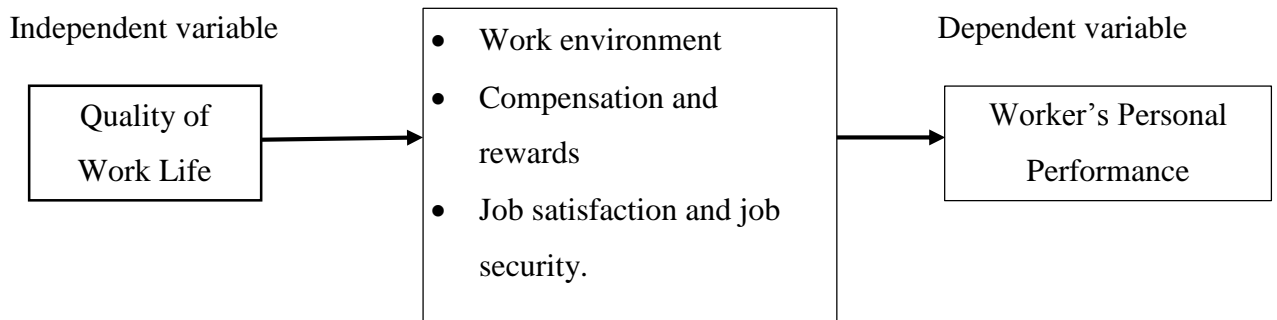 Independent variable
Quality of
Work Life
• Work environment
• Compensation and
rewards
• Job satisfaction and job
security.
Dependent variable
Worker’s Personal
Performance